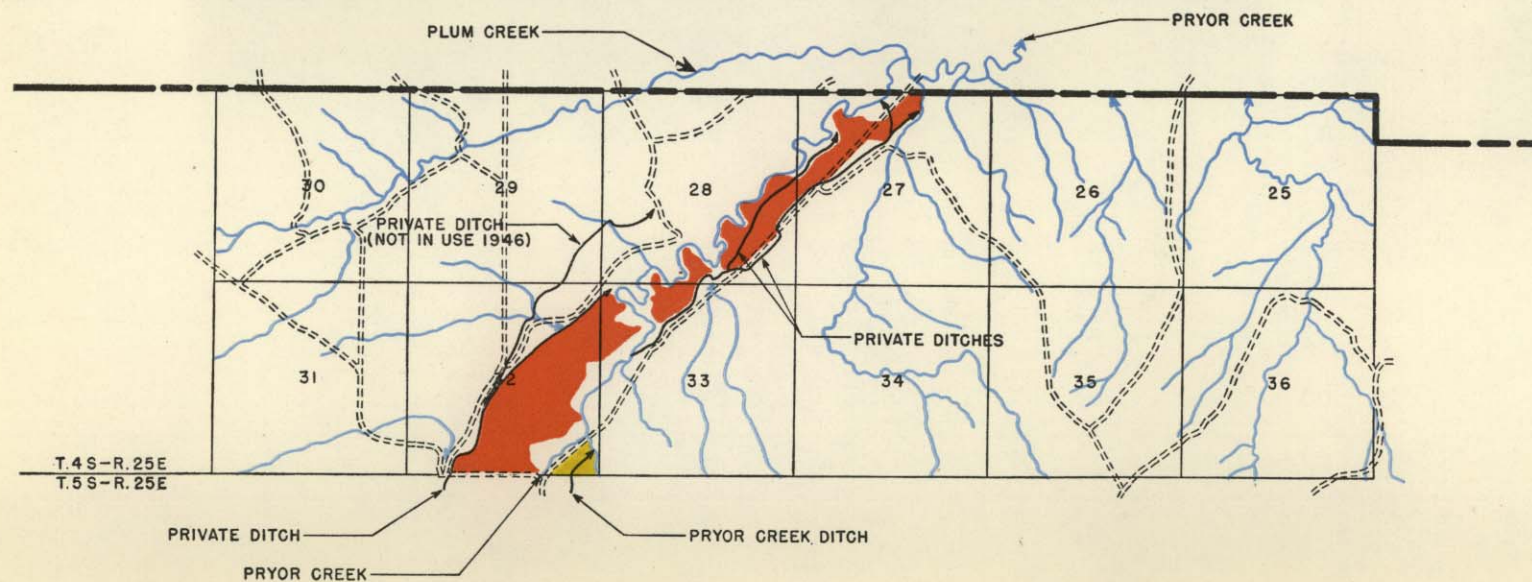 PLUM CREEK
PRYOR CREEK
30
29
28
27
26
25
PRIVATE DITCH
(NOT IN USE 1946)
PRIVATE DITCHES
31
32
33
34
35
36
T.4 S-R.25E
T.5 S-R.25E
PRIVATE DITCH
PRYOR CREEK DITCH
PRYOR CREEK